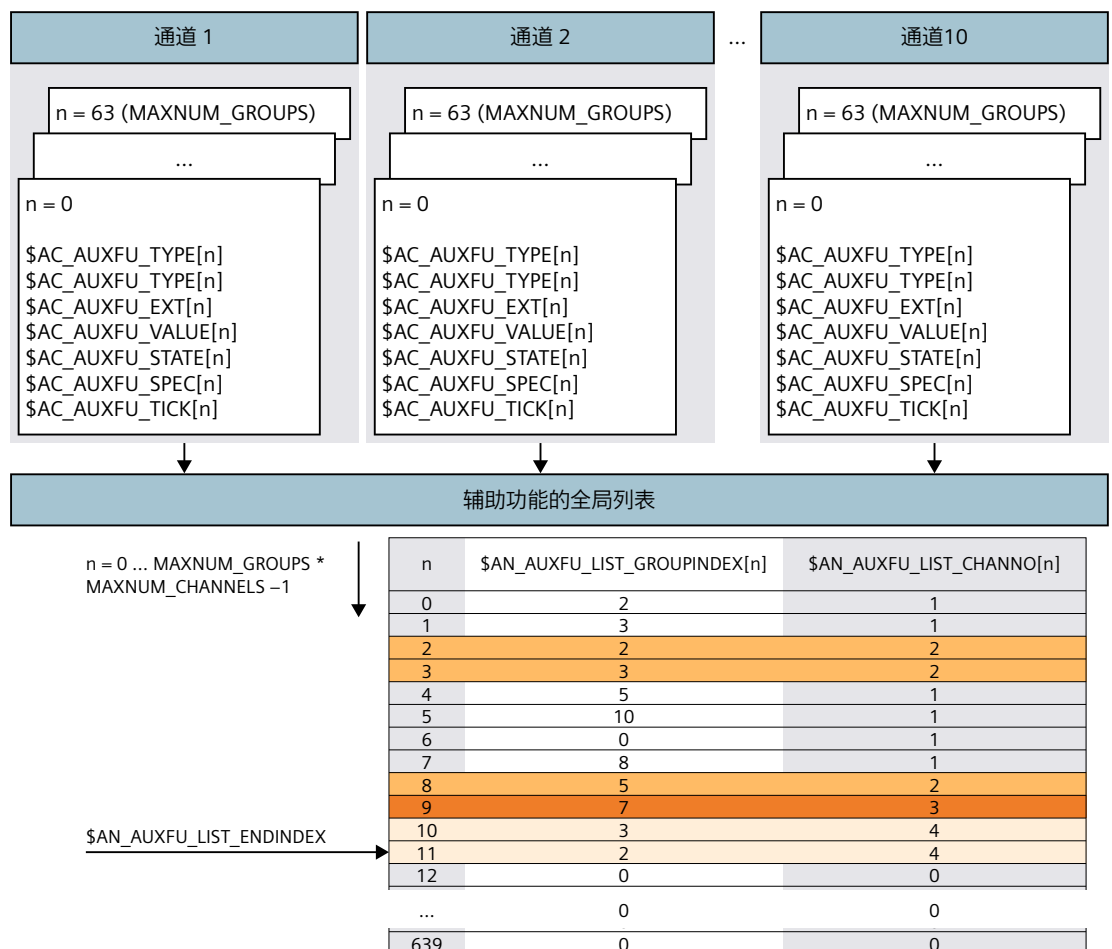 通道 1
通道 2
...
通道10
n = 63 (MAXNUM_GROUPS)
...
n = 0
$AC_AUXFU_TYPE[n]
$AC_AUXFU_TYPE[n]
$AC_AUXFU_EXT[n]
$AC_AUXFU_VALUE[n]
$AC_AUXFU_STATE[n]
$AC_AUXFU_SPEC[n]
$AC_AUXFU_TICK[n]
n = 63 (MAXNUM_GROUPS)
...
n = 0
$AC_AUXFU_TYPE[n]
$AC_AUXFU_TYPE[n]
$AC_AUXFU_EXT[n]
$AC_AUXFU_VALUE[n]
$AC_AUXFU_STATE[n]
$AC_AUXFU_SPEC[n]
$AC_AUXFU_TICK[n]
n = 63 (MAXNUM_GROUPS)
...
n = 0
$AC_AUXFU_TYPE[n]
$AC_AUXFU_TYPE[n]
$AC_AUXFU_EXT[n]
$AC_AUXFU_VALUE[n]
$AC_AUXFU_STATE[n]
$AC_AUXFU_SPEC[n]
$AC_AUXFU_TICK[n]
辅助功能的全局列表
n = 0 ... MAXNUM_GROUPS *
MAXNUM_CHANNELS –1
n $AN_AUXFU_LIST_GROUPINDEX[n] $AN_AUXFU_LIST_CHANNO[n]
0 2 1
1 3 1
2 2 2
3 3 2
4 5 1
5 10 1
6 0 1
7 8 1
8 5 2
9 7 3
10 3 4
$AN_AUXFU_LIST_ENDINDEX
11 2 4
12 0 0
... 0 0
639 0 0